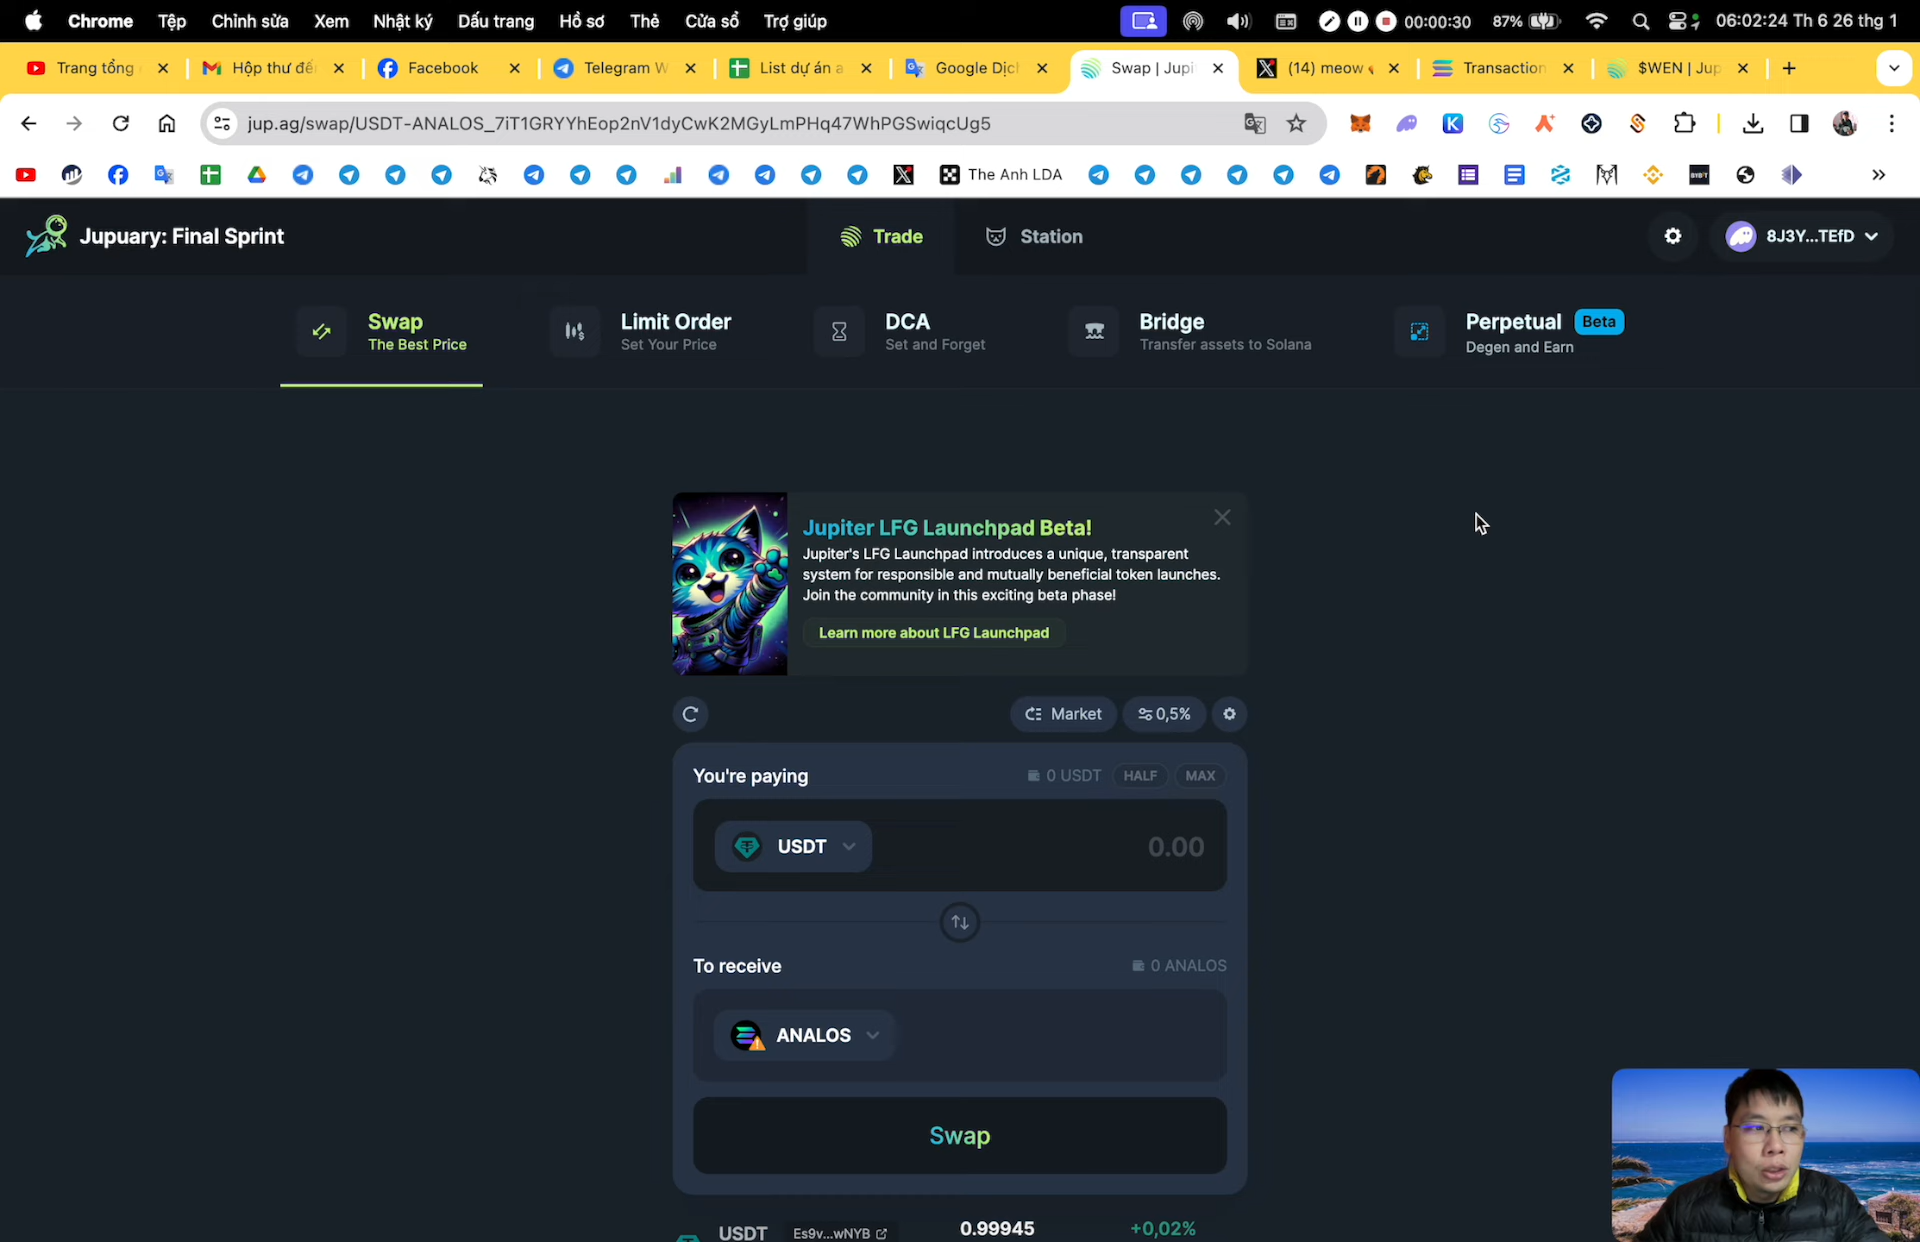 Chrome Tệp Chỉnh sửa Xem Nhật ký Dấu trang Hồ sơ Thẻ Cửa sổ Trợ giúp 00:00:30 87% 06:02:24 Th 6 26 thg 1
Trang tổng Hộp thư đế Facebook Telegram W List dự án a Google Dịch Swap | Jupi (14) meow Transaction $WEN | Jup
jup.ag/swap/USDT-ANALOS_7iT1GRYYhEop2nV1dyCwK2MGyLmPHq47WhPGSwiqcUg5
The Anh LDA
Jupuary: Final Sprint Trade Station 8J3Y...TEfD
Swap Limit Order DCA Bridge Perpetual Beta
The Best Price Set Your Price Set and Forget Transfer assets to Solana Degen and Earn
Jupiter LFG Launchpad Beta!
Jupiter's LFG Launchpad introduces a unique, transparent
system for responsible and mutually beneficial token launches.
Join the community in this exciting beta phase!
Learn more about LFG Launchpad
Market 0,5%
You're paying 0 USDT HALF MAX
USDT 0.00
To receive 0 ANALOS
ANALOS
Swap
USDT Es9v...wNYB 0.99945 +0,02%